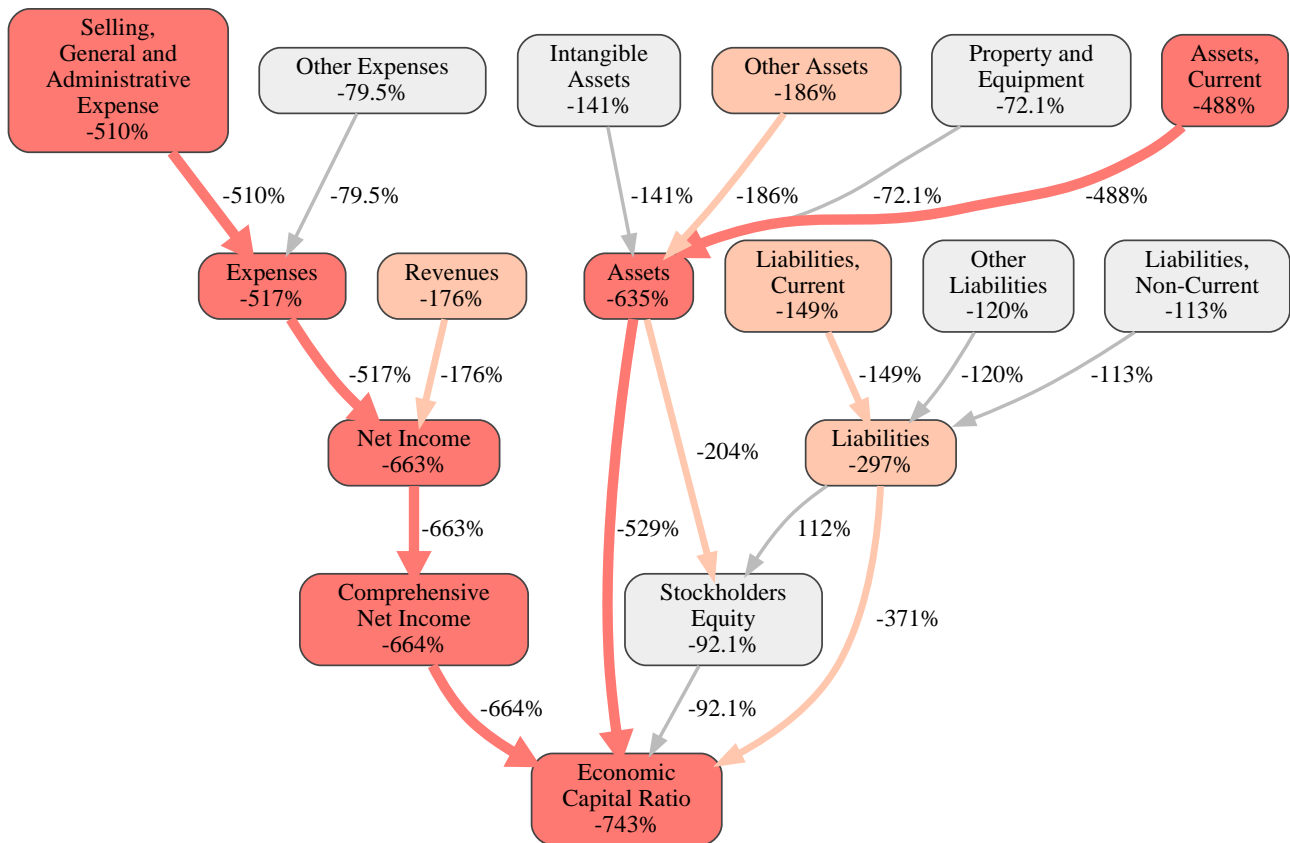 Selling,
General and
Administrative
Expense
-510%
Other Expenses
-79.5%
Intangible
Assets
-141%
Other Assets
-186%
Property and
Equipment
-72.1%
Assets,
Current
-488%
-510%
-79.5%
-141%
-186%
-72.1%
-488%
Expenses
-517%
Revenues
-176%
Assets
-635%
Liabilities,
Current
-149%
Other
Liabilities
-120%
Liabilities,
Non-Current
-113%
-517%
-176%
-149%
-120%
-113%
Net Income
-663%
-204%
Liabilities
-297%
-663%
-529%
112%
Comprehensive
Net Income
-664%
Stockholders
Equity
-92.1%
-371%
-664%
-92.1%
Economic
Capital Ratio
-743%